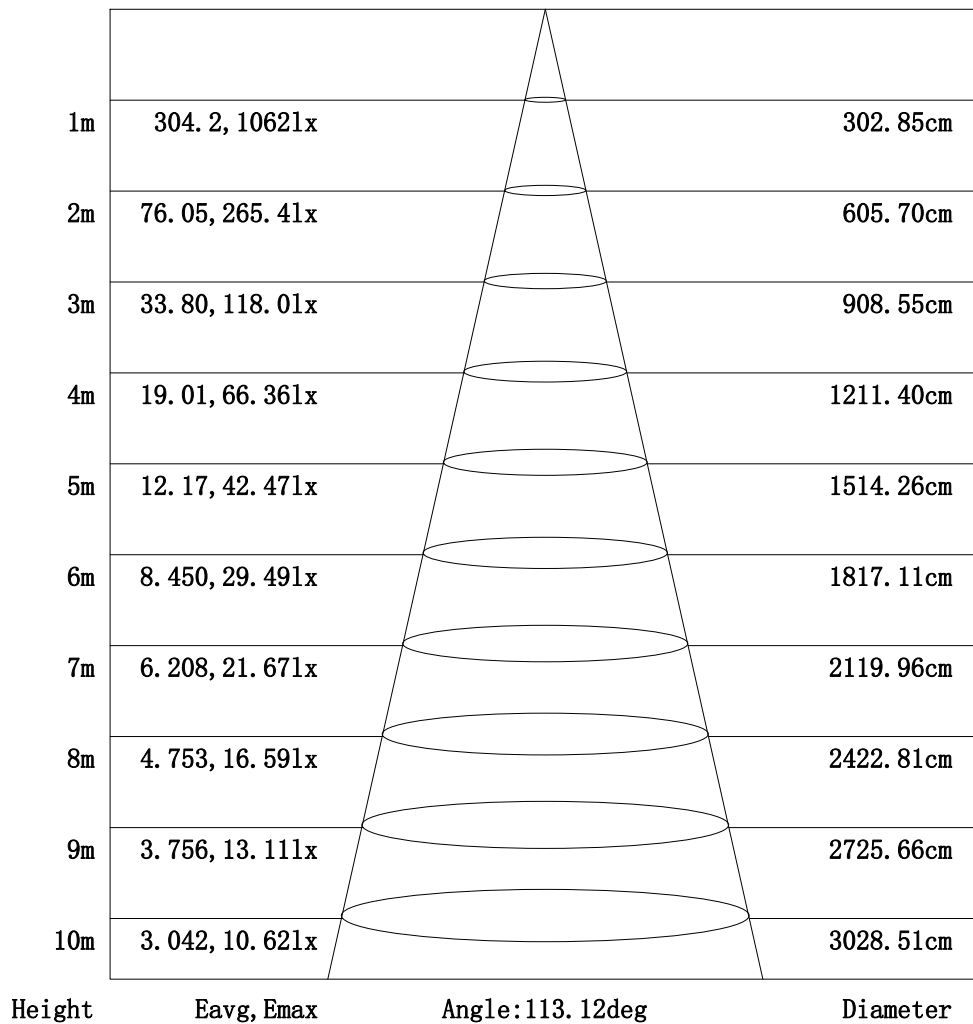 1m 304.2,1062lx 302.85cm
2m 76.05,265.4lx 605.70cm
3m 33.80,118.0lx 908.55cm
4m 19.01,66.36lx 1211.40cm
5m 12.17,42.47lx 1514.26cm
6m 8.450,29.49lx 1817.11cm
7m 6.208,21.67lx 2119.96cm
8m 4.753,16.59lx 2422.81cm
9m 3.756,13.11lx 2725.66cm
10m 3.042,10.62lx 3028.51cm
Height Eavg,Emax Angle:113.12deg Diameter